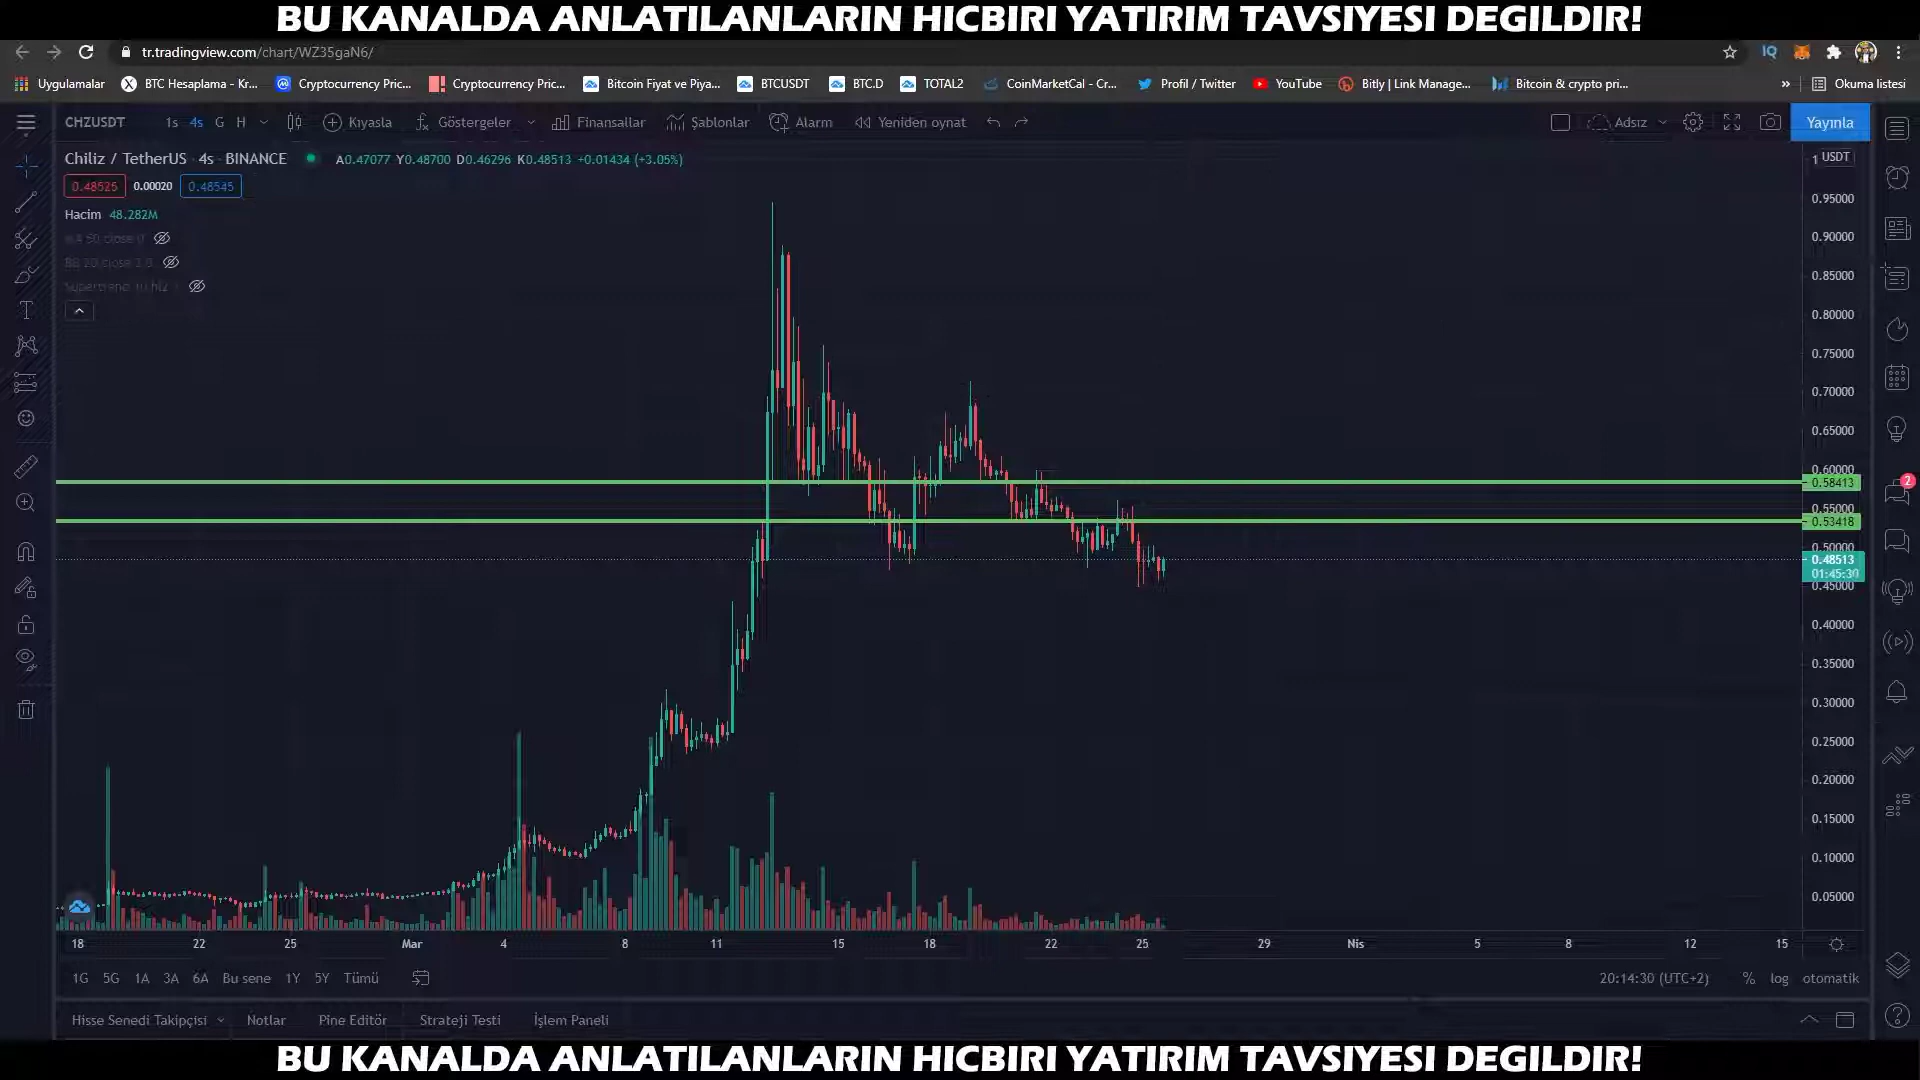 BU KANALDA ANLATILANLARIN HICBIRI YATIRIM TAVSIYESI DEGILDIR!
tr.tradingview.com/chart/WZ35gaN6/
IQ
Uygulamalar BTC Hesaplama - Kr... Cryptocurrency Pric... Cryptocurrency Pric... Bitcoin Fiyat ve Piya... BTCUSDT BTC.D TOTAL2 CoinMarketCal - Cr... Profil / Twitter YouTube Bitly | Link Manage... Bitcoin & crypto pri... » Okuma listesi
CHZUSDT 1s 4s G H Kıyasla Göstergeler Finansallar Şablonlar Alarm Yeniden oynat Adsız Yayınla
Chiliz / TetherUS · 4s · BINANCE A0.47077 Y0.48700 D0.46296 K0.48513 +0.01434 (+3.05%)
1 USDT
0.48525 0.00020 0.48545
0.95000
Hacim 48.282M
0.90000
BB 20 close 2 0
0.85000
0.80000
0.75000
0.70000
0.65000
0.60000
0.58413
2
0.55000
0.53418
0.50000
0.48513
01:45:30
0.45000
0.40000
0.35000
0.30000
0.25000
0.20000
0.15000
0.10000
0.05000
18 22 25 Mar 4 8 11 15 18 22 25 29 Nis 5 8 12 15
1G 5G 1A 3A 6A Bu sene 1Y 5Y Tümü 20:14:30 (UTC+2) % log otomatik
Hisse Senedi Takipçisi Notlar Pine Editör Strateji Testi İşlem Paneli
BU KANALDA ANLATILANLARIN HICBIRI YATIRIM TAVSIYESI DEGILDIR!